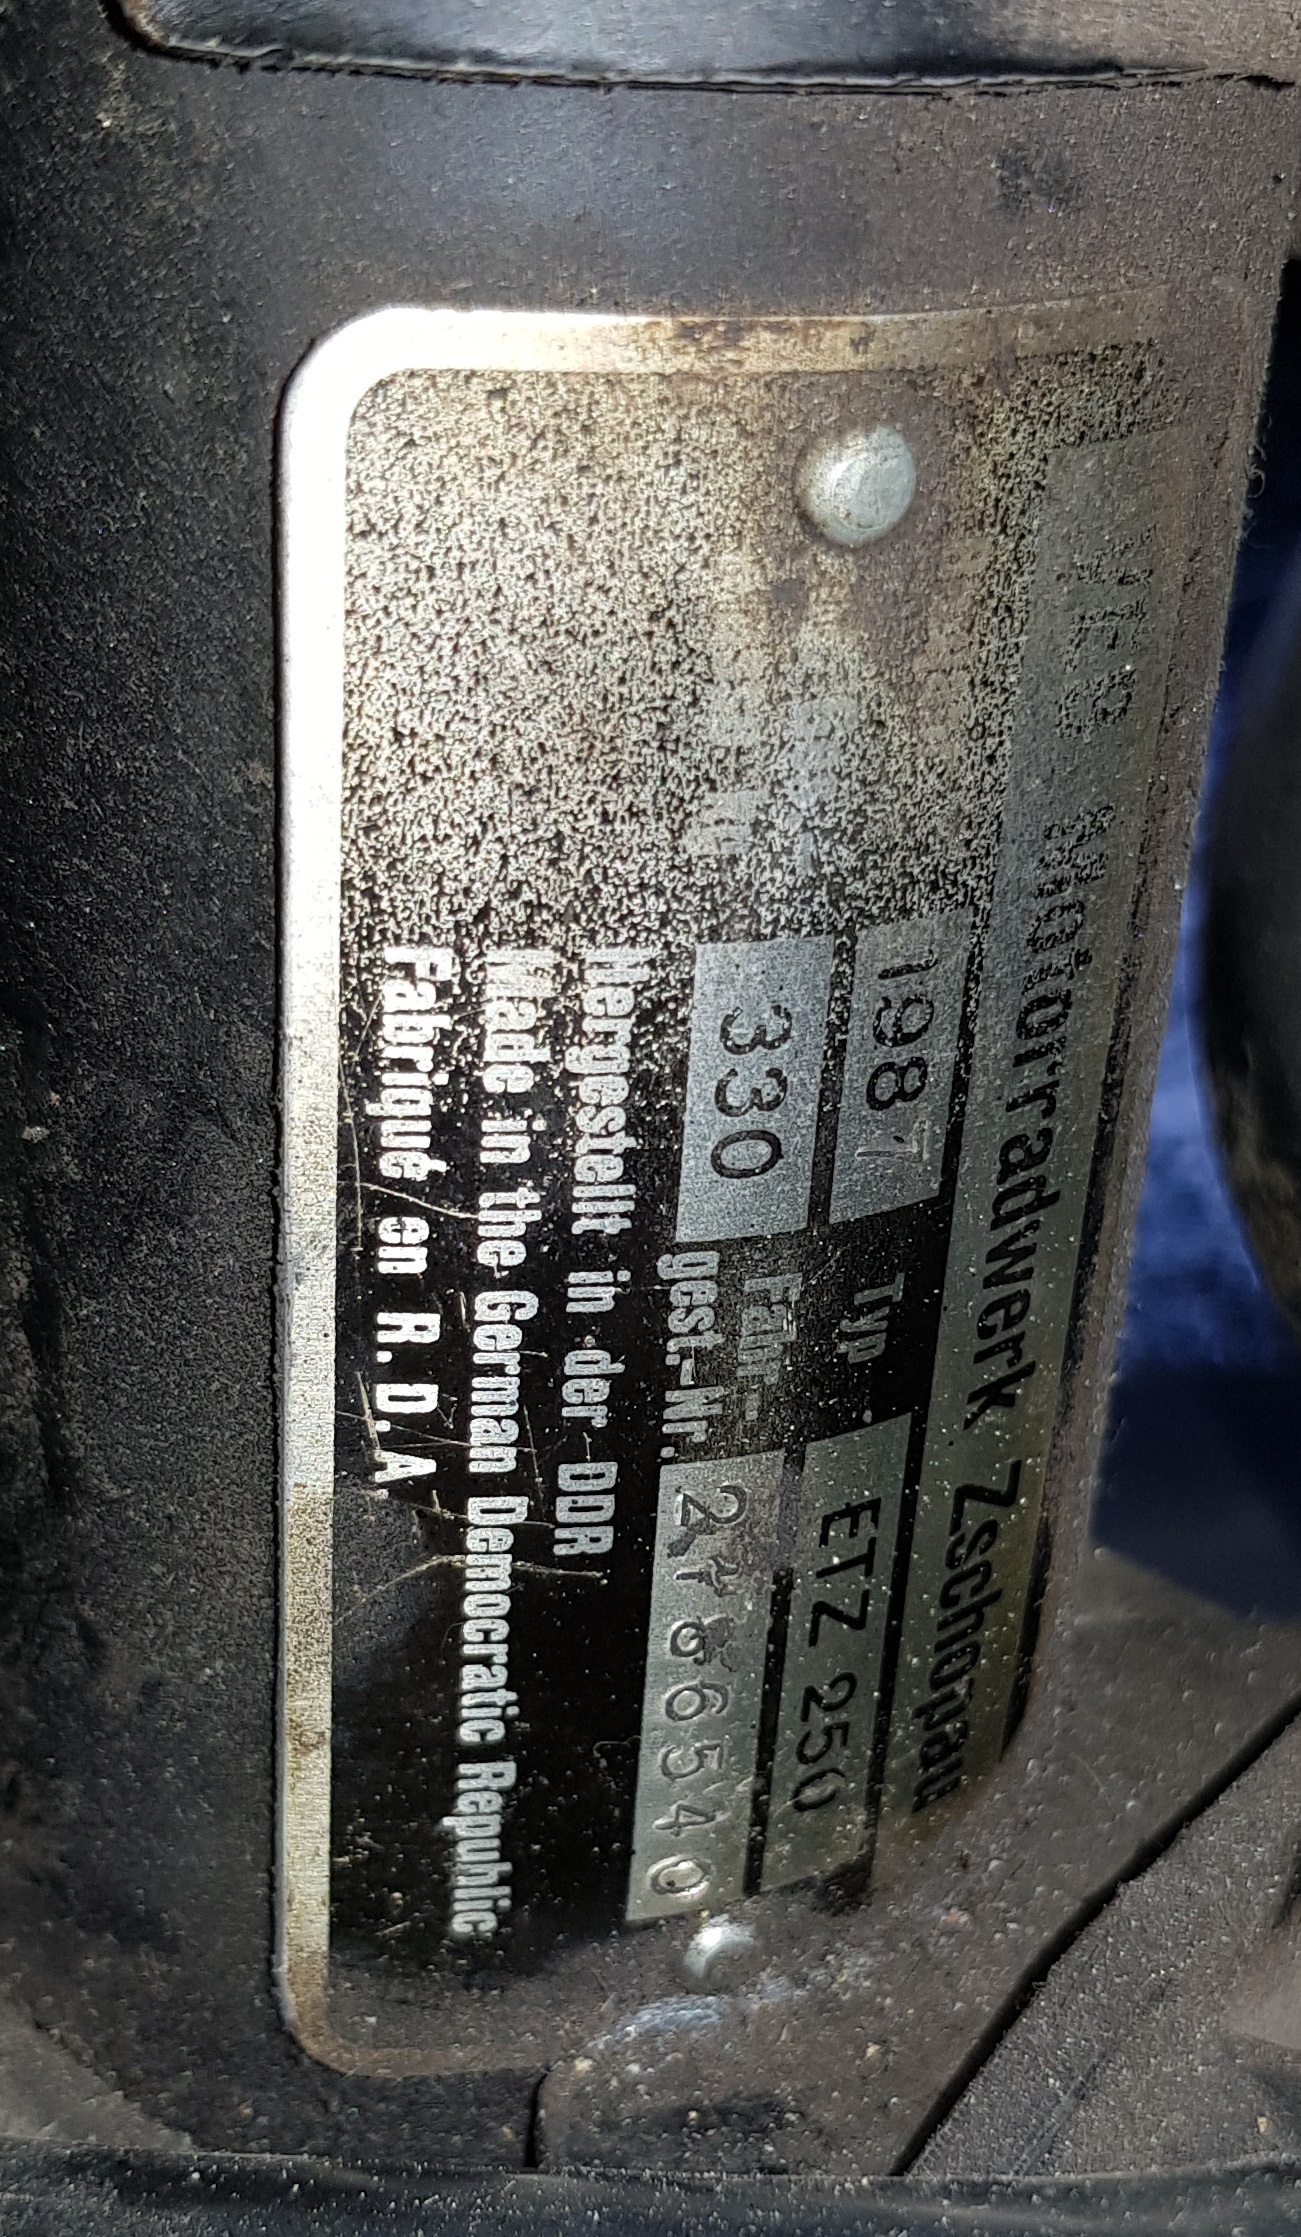 VEB Motorradwerk Zschopau
1987 Typ ETZ 250
330 Fahr-
gest.-Nr.
Hergestellt in der DDR
Made in the German Democratic Republic
Fabriqué en R.D.A.